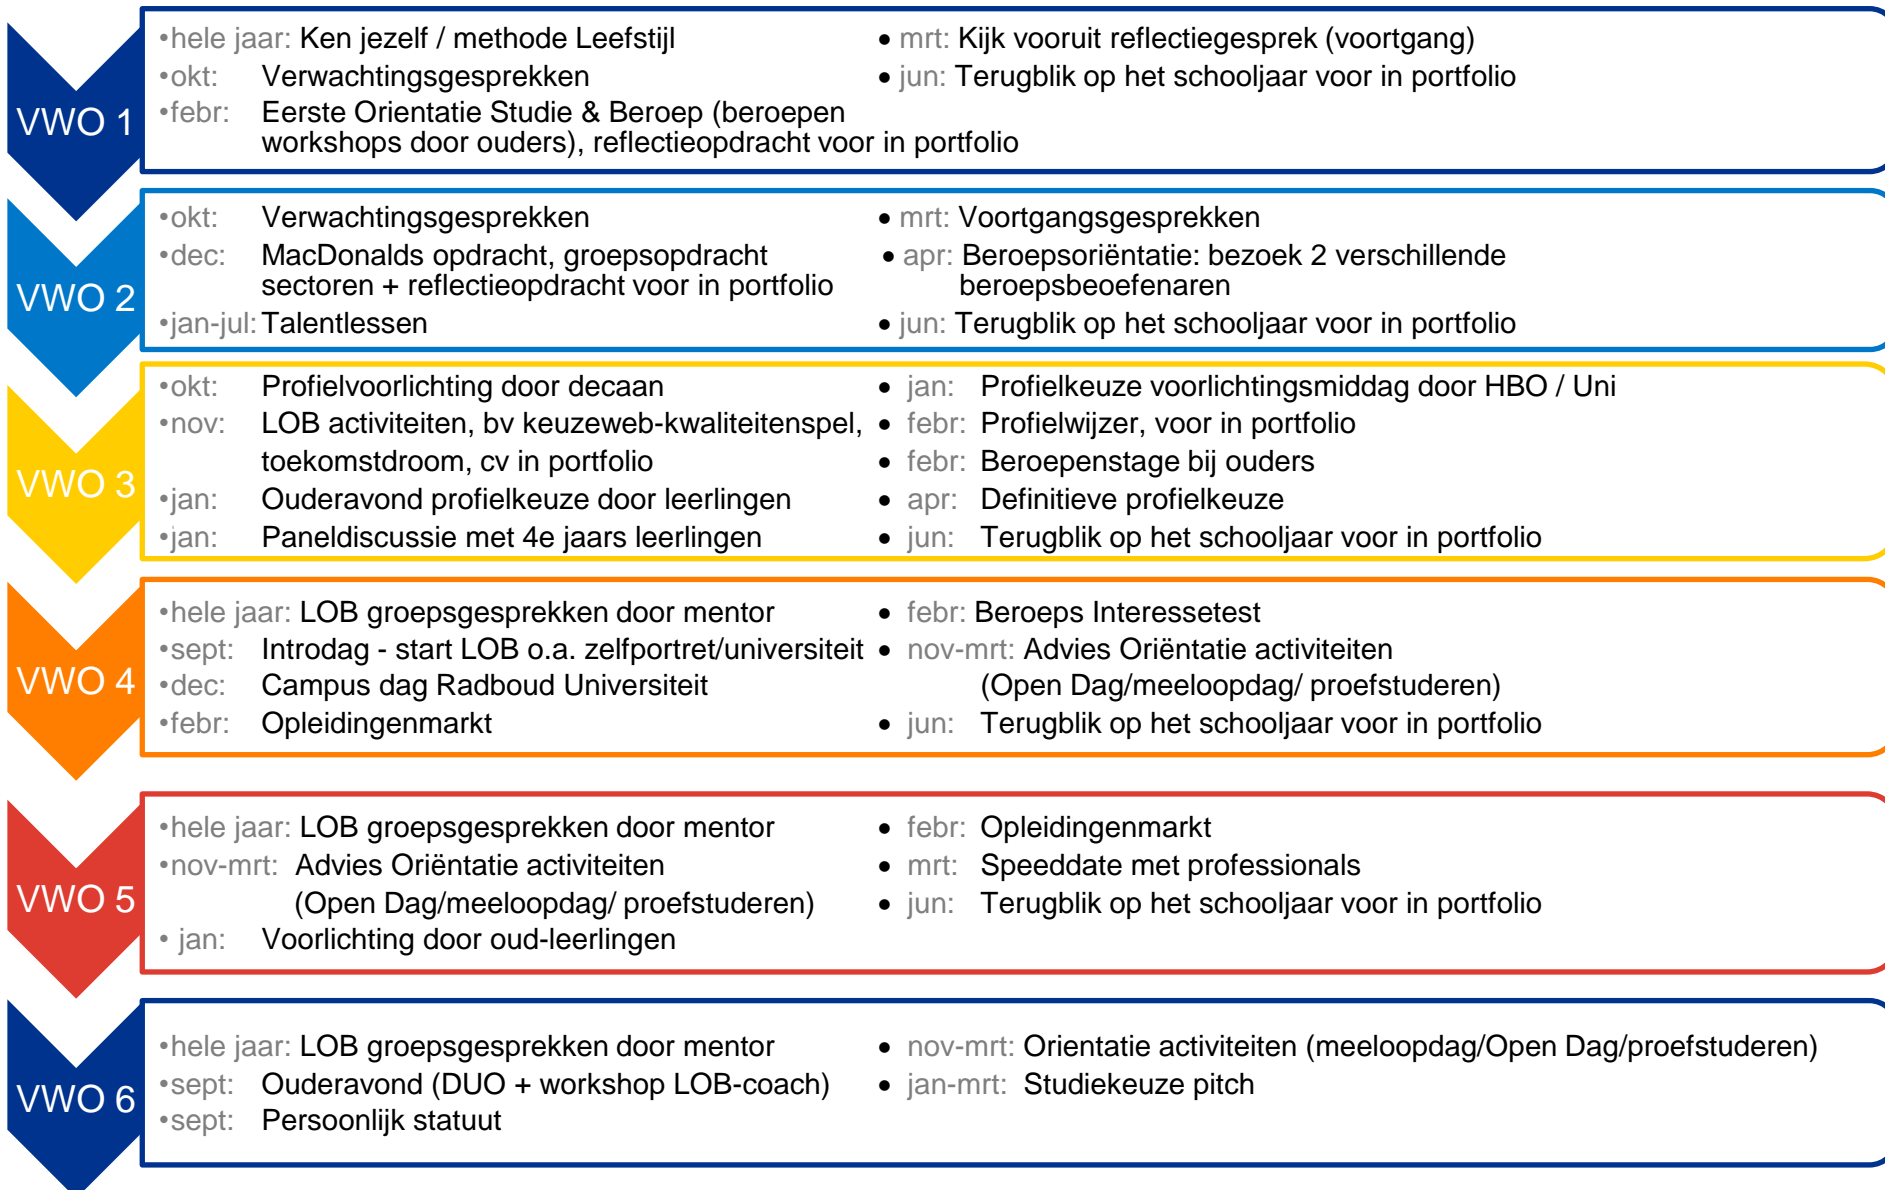 VWO 1
•hele jaar: Ken jezelf / methode Leefstijl
•okt: Verwachtingsgesprekken
•febr: Eerste Orientatie Studie & Beroep (beroepen
workshops door ouders), reflectieopdracht voor in portfolio
• mrt: Kijk vooruit reflectiegesprek (voortgang)
• jun: Terugblik op het schooljaar voor in portfolio
VWO 2
•okt: Verwachtingsgesprekken
•dec: MacDonalds opdracht, groepsopdracht
sectoren + reflectieopdracht voor in portfolio
•jan-jul: Talentlessen
• mrt: Voortgangsgesprekken
• apr: Beroepsoriëntatie: bezoek 2 verschillende
beroepsbeoefenaren
• jun: Terugblik op het schooljaar voor in portfolio
VWO 3
•okt: Profielvoorlichting door decaan
•nov: LOB activiteiten, bv keuzeweb-kwaliteitenspel,
toekomstdroom, cv in portfolio
•jan: Ouderavond profielkeuze door leerlingen
•jan: Paneldiscussie met 4e jaars leerlingen
• jan: Profielkeuze voorlichtingsmiddag door HBO / Uni
• febr: Profielwijzer, voor in portfolio
• febr: Beroepenstage bij ouders
• apr: Definitieve profielkeuze
• jun: Terugblik op het schooljaar voor in portfolio
VWO 4
•hele jaar: LOB groepsgesprekken door mentor
•sept: Introdag - start LOB o.a. zelfportret/universiteit
•dec: Campus dag Radboud Universiteit
•febr: Opleidingenmarkt
• febr: Beroeps Interessetest
• nov-mrt: Advies Oriëntatie activiteiten
(Open Dag/meeloopdag/ proefstuderen)
• jun: Terugblik op het schooljaar voor in portfolio
VWO 5
•hele jaar: LOB groepsgesprekken door mentor
•nov-mrt: Advies Oriëntatie activiteiten
(Open Dag/meeloopdag/ proefstuderen)
• jan: Voorlichting door oud-leerlingen
• febr: Opleidingenmarkt
• mrt: Speeddate met professionals
• jun: Terugblik op het schooljaar voor in portfolio
VWO 6
•hele jaar: LOB groepsgesprekken door mentor
•sept: Ouderavond (DUO + workshop LOB-coach)
•sept: Persoonlijk statuut
• nov-mrt: Orientatie activiteiten (meeloopdag/Open Dag/proefstuderen)
• jan-mrt: Studiekeuze pitch